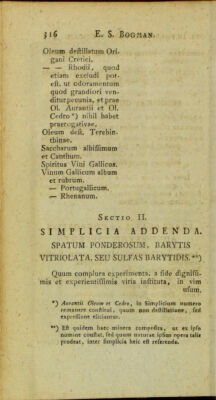 316 E. S. BOOMAN.
Oleum destillatum Ori-
gani Cretici.
— — Rhodii, quod
etiam excludi pot-
est, ut odoramentum
quod grandiori ven-
ditur pecunia, et prae
Ol. Aurantii et Ol.
Cedro *) nihil habet
praerogativae.
Oleum dest. Terebin-
thinae.
Saccharum albissimum
et Canthum.
Spiritus Vini Gallicus.
Vinum Gallicum album
et rubrum.
— Portugallicum.
— Rhenanum.
SECTIO II.
SIMPLICIA ADDENDA.
SPATUM PONDEROSUM, BARYTIS
VITRIOLATA, SEU SULFAS BARYTIDIS. **)
Quum complura experimenta, a fide dignissi-
mis et experientissimis viris instituta, in vim
usum,
*) Aurantii Oleum et Cedro, in Simplicium numero
remanere constitui, quum non destillatione, sed
expressione eliciantur.
**) Est quidem haec minera composita, ut ex ipso
nomine constat, sed quum naturae ipsius opera talis
prodeat, inter simplicia heic est referenda.